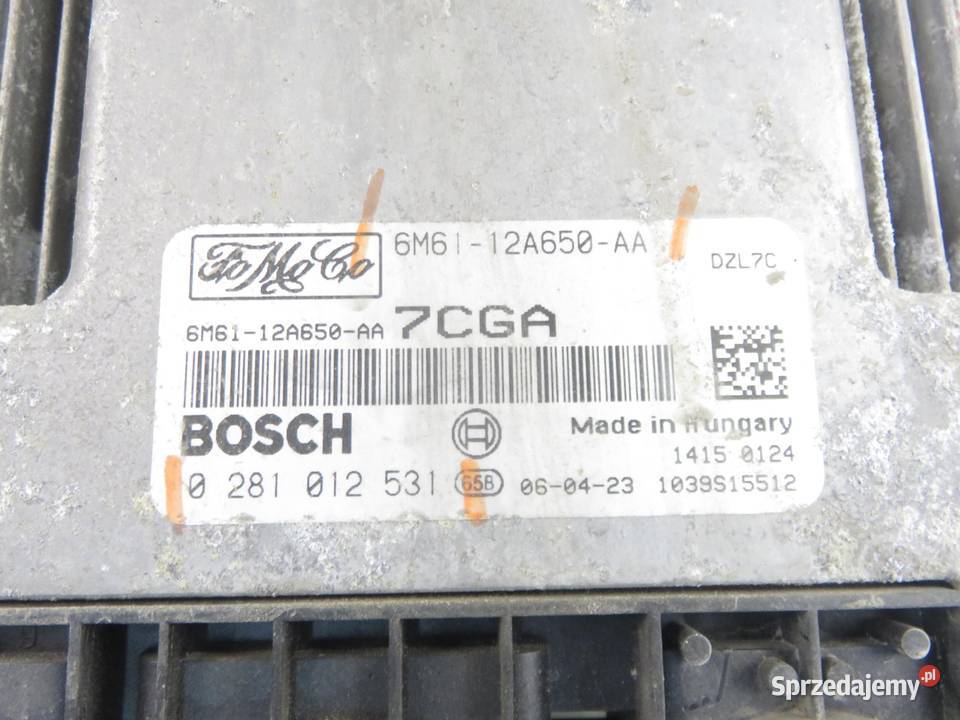 FoMoCo 6M61-12A650-AA
DZL7C
6M61-12A650-AA 7CGA
BOSCH
Made in Hungary
1415 0124
0 281 012 531 65B 06-04-23 1039S15512
Sprzedajemy.pl